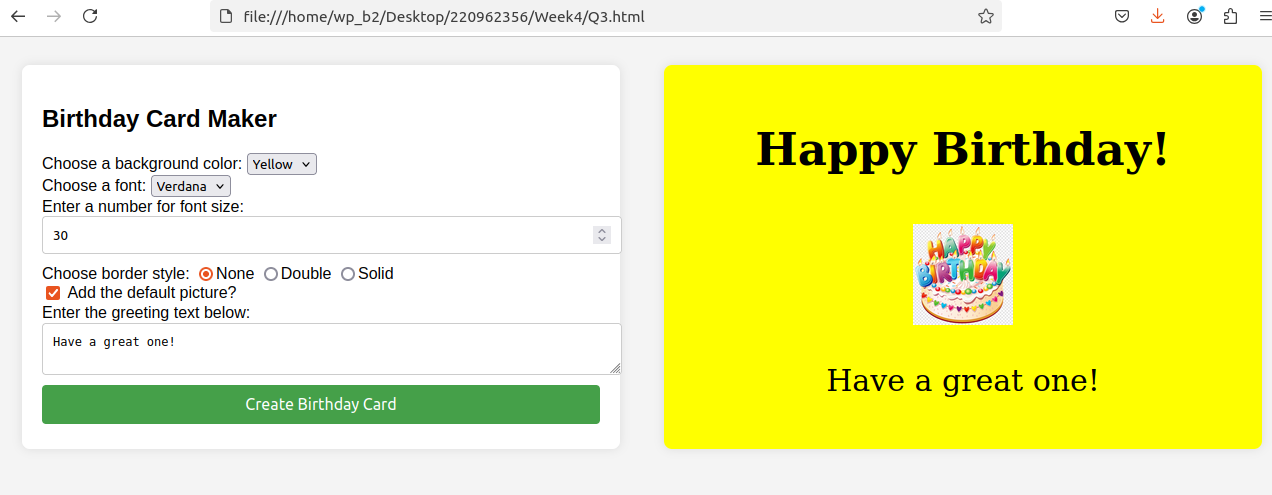 file:///home/wp_b2/Desktop/220962356/Week4/Q3.html
Birthday Card Maker
Choose a background color: Yellow
Choose a font: Verdana
Enter a number for font size:
30
Choose border style: None Double Solid
Add the default picture?
Enter the greeting text below:
Have a great one!
Create Birthday Card
Happy Birthday!
HAPPY
BIRTHDAY
Have a great one!